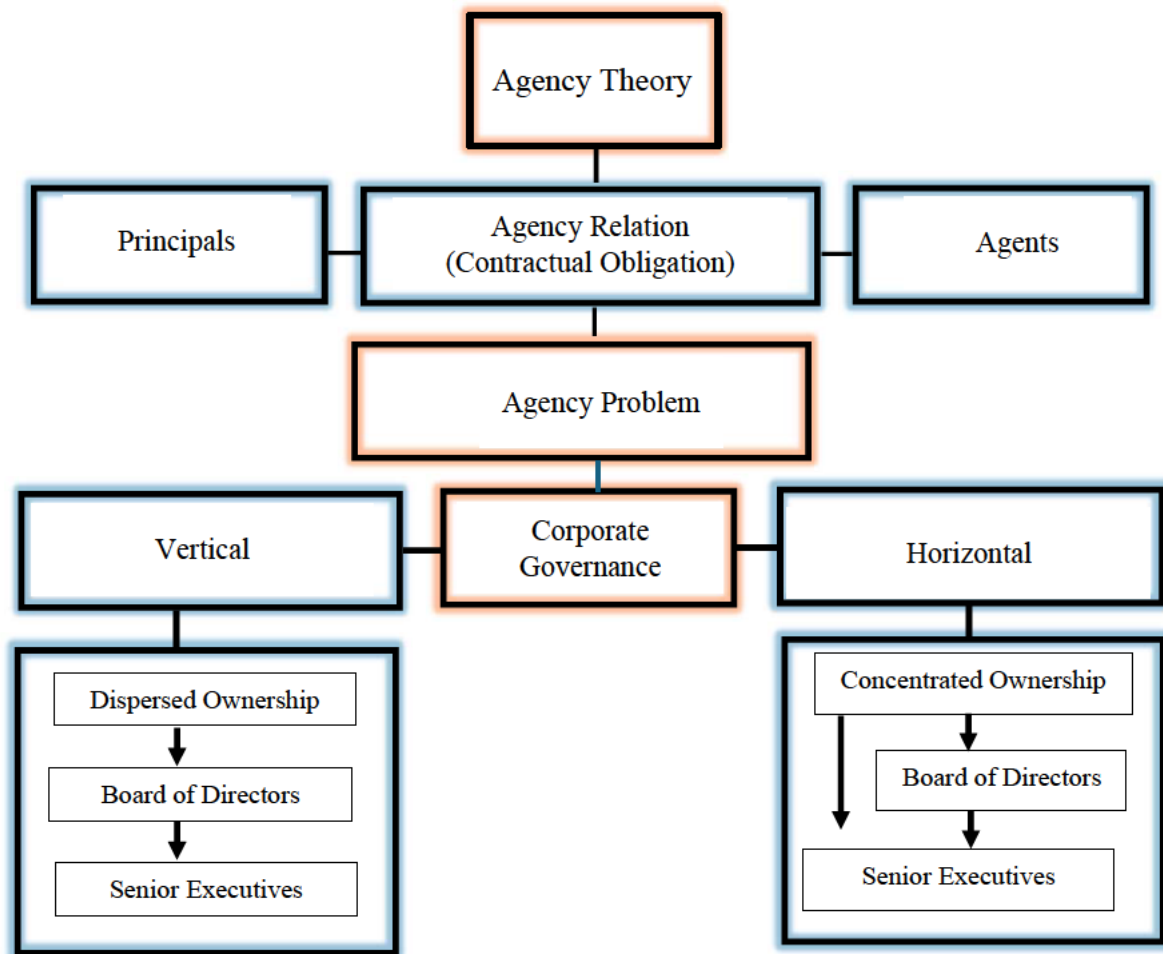 Agency Theory
Principals
Agency Relation
(Contractual Obligation)
Agents
Agency Problem
Vertical
Corporate
Governance
Horizontal
Dispersed Ownership
Board of Directors
Senior Executives
Concentrated Ownership
Board of Directors
Senior Executives